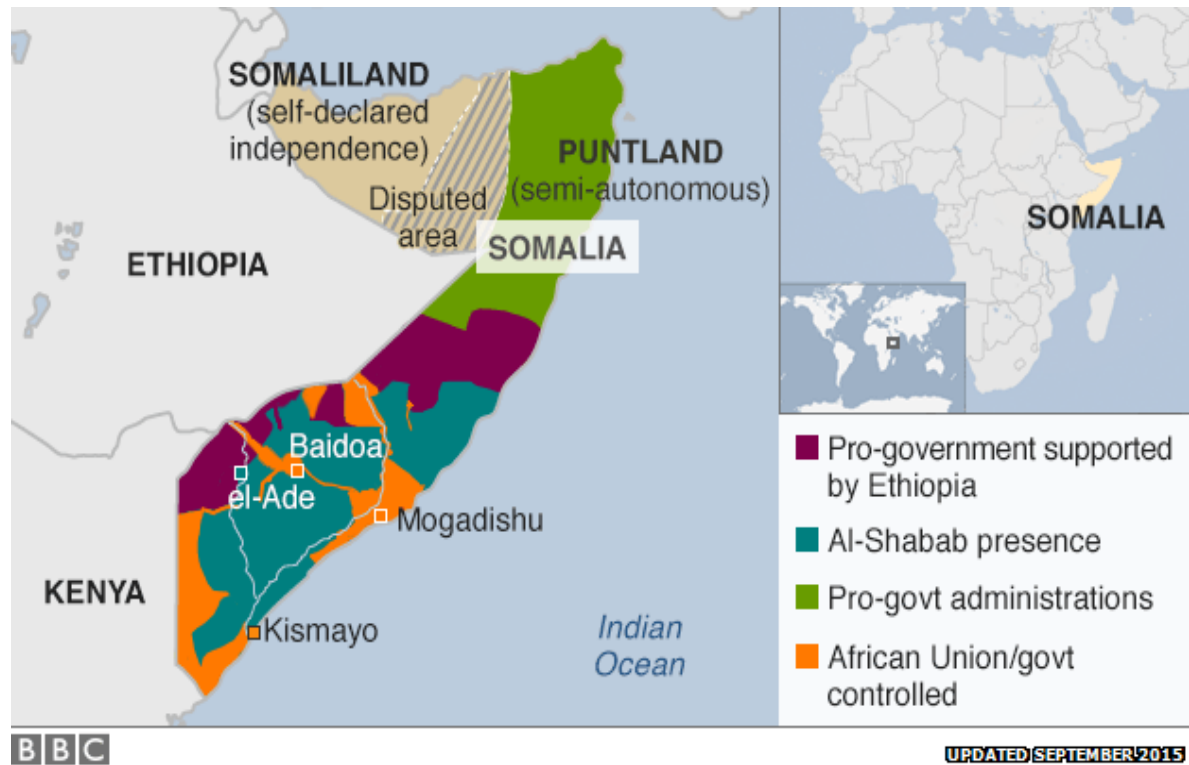 SOMALILAND
(self-declared
independence)
PUNTLAND
(semi-autonomous)
Disputed
area
SOMALIA
ETHIOPIA
Baidoa
el-Ade
Mogadishu
KENYA
Kismayo
Indian
Ocean
SOMALIA
Pro-government supported
by Ethiopia
Al-Shabab presence
Pro-govt administrations
African Union/govt
controlled
BBC
UPDATED SEPTEMBER 2015